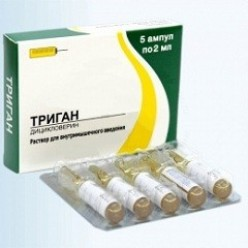 5 ампул
по 2 мл
ТРИГАН
ТРИГАН
ДИЦИКЛОВЕРИН
Раствор для внутримышечного введения